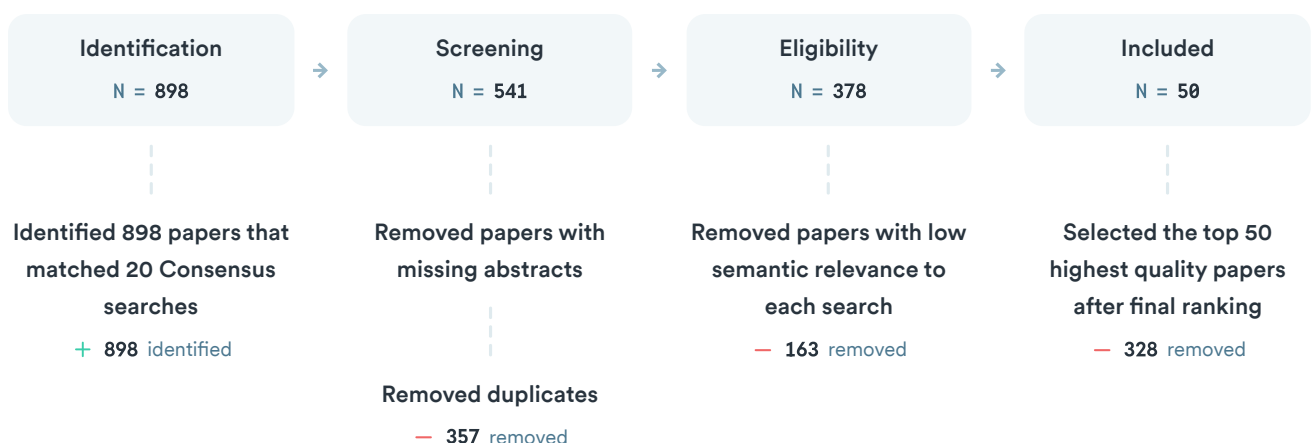 Identification
N = 898
Screening
N = 541
Eligibility
N = 378
Included
N = 50
Identified 898 papers that
matched 20 Consensus
searches
+ 898 identified
Removed papers with
missing abstracts
Removed duplicates
— 357 removed
Removed papers with low
semantic relevance to
each search
— 163 removed
Selected the top 50
highest quality papers
after final ranking
— 328 removed